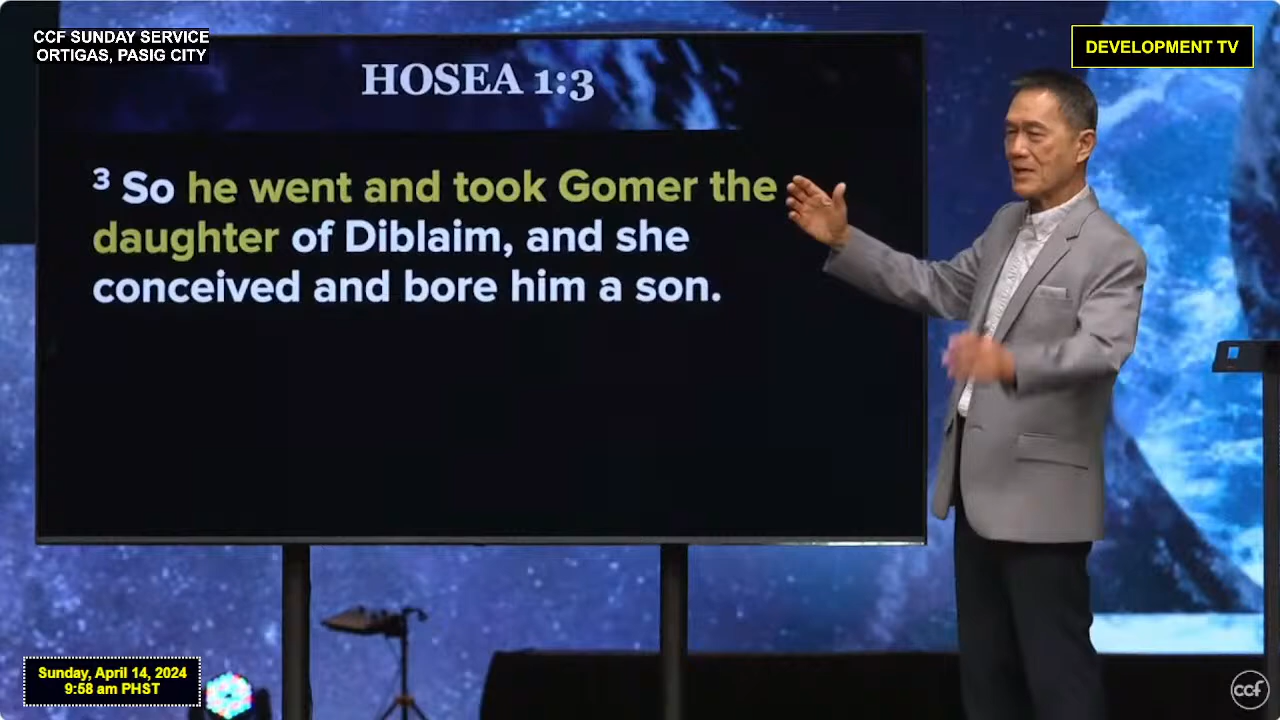 CCF SUNDAY SERVICE
ORTIGAS, PASIG CITY
DEVELOPMENT TV
HOSEA 1:3
3 So he went and took Gomer the
daughter of Diblaim, and she
conceived and bore him a son.
Sunday, April 14, 2024
9:58 am PHST
ccf